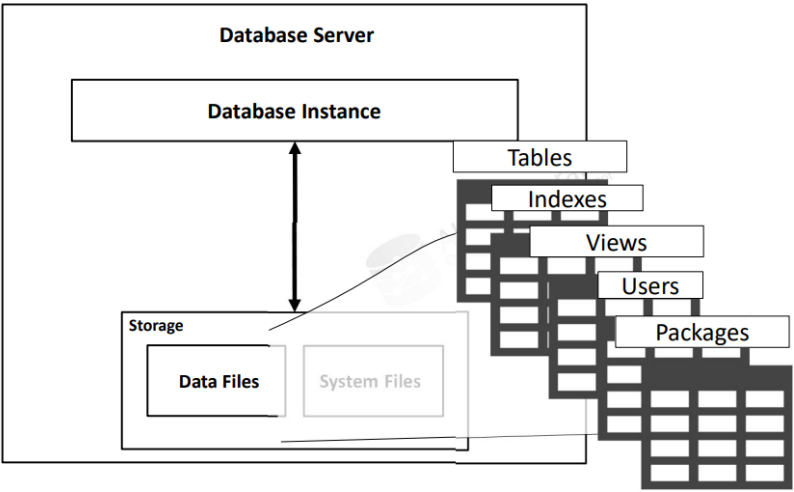 Database Server
Database Instance
Tables
Indexes
Views
Users
Packages
Storage
Data Files
System Files